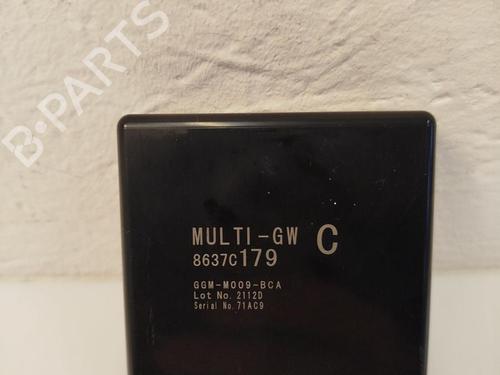 B-PARTS
MULTI-GW C
8637C179
GGM-M009-BCA
Lot No. 2112D
Serial No. 71AC9